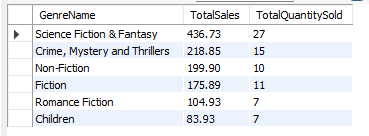 GenreName TotalSales TotalQuantitySold
Science Fiction & Fantasy 436.73 27
Crime, Mystery and Thrillers 218.85 15
Non-Fiction 199.90 10
Fiction 175.89 11
Romance Fiction 104.93 7
Children 83.93 7